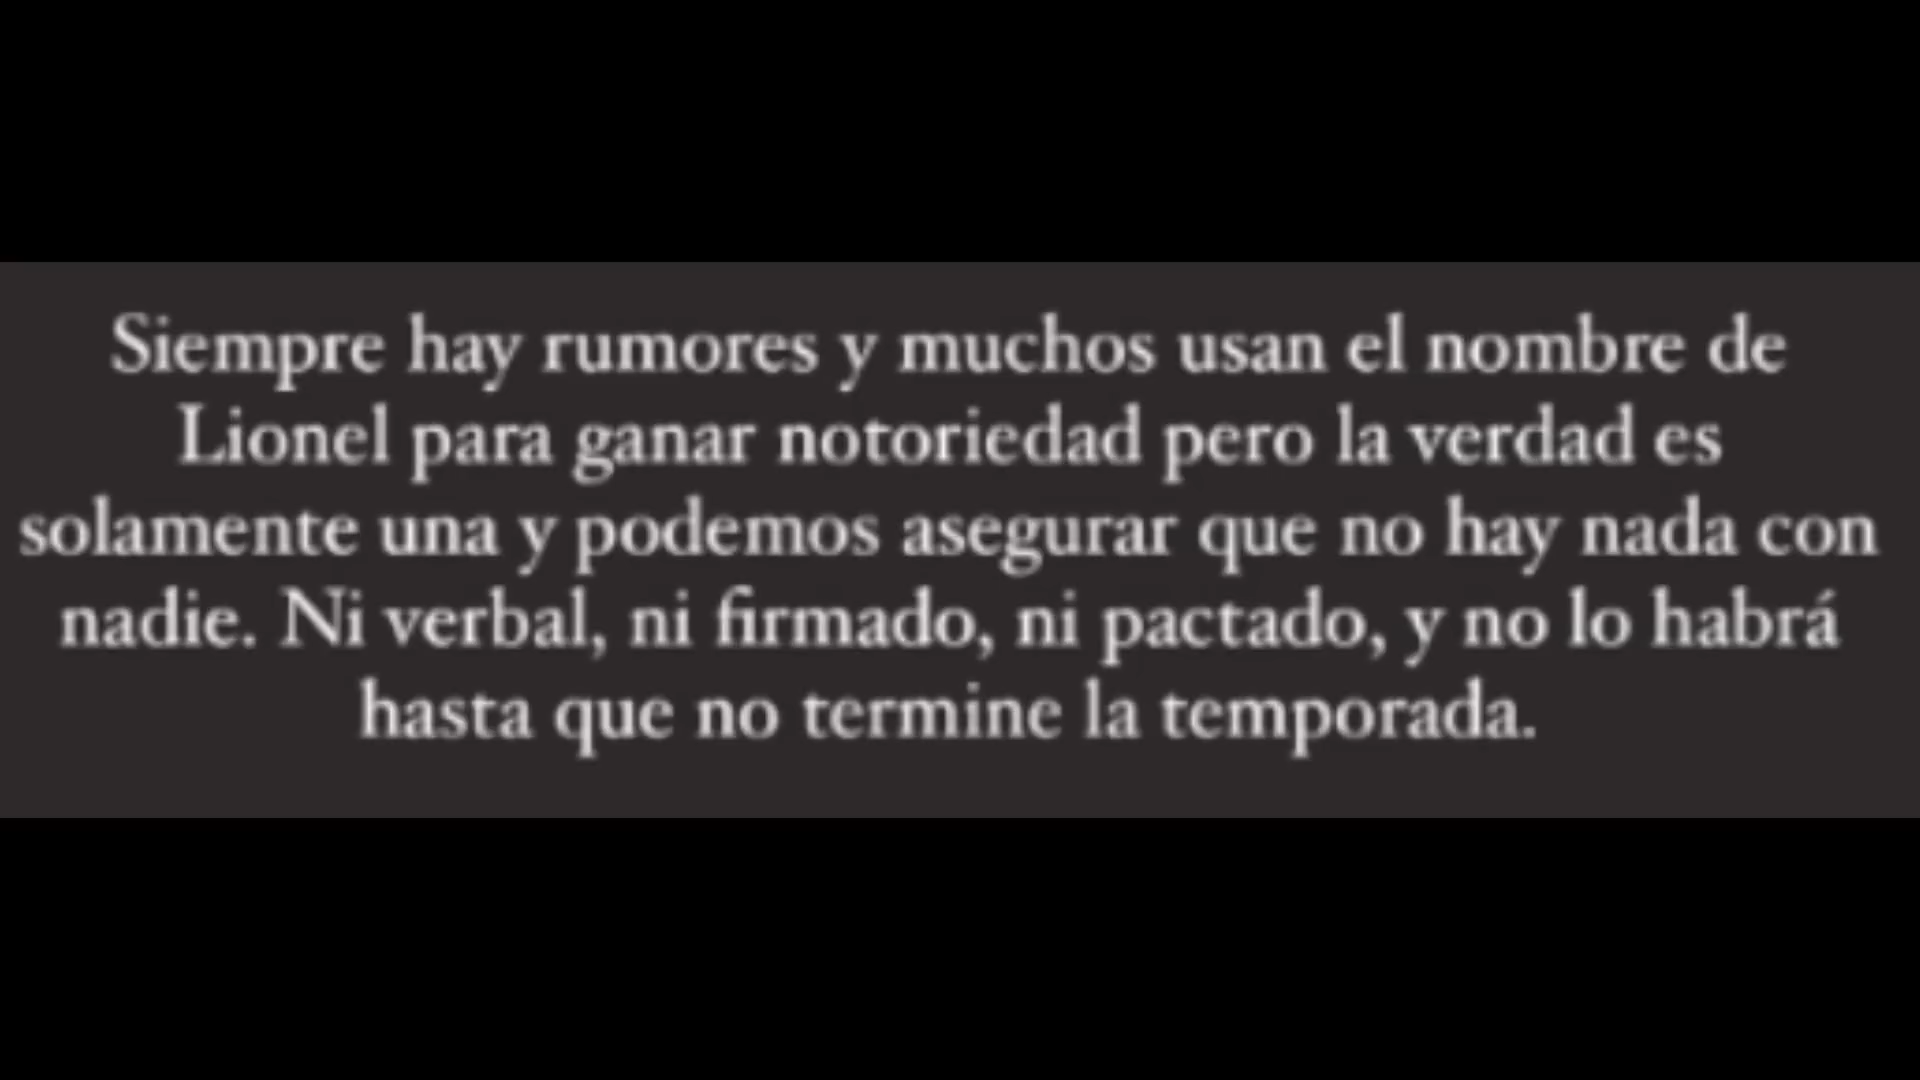 Siempre hay rumores y muchos usan el nombre de
Lionel para ganar notoriedad pero la verdad es
solamente una y podemos asegurar que no hay nada con
nadie. Ni verbal, ni firmado, ni pactado, y no lo habrá
hasta que no termine la temporada.